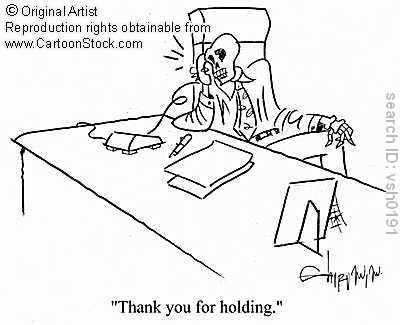 © Original Artist
Reproduction rights obtainable from
www.CartoonStock.com
search ID: vsh0191
"Thank you for holding."